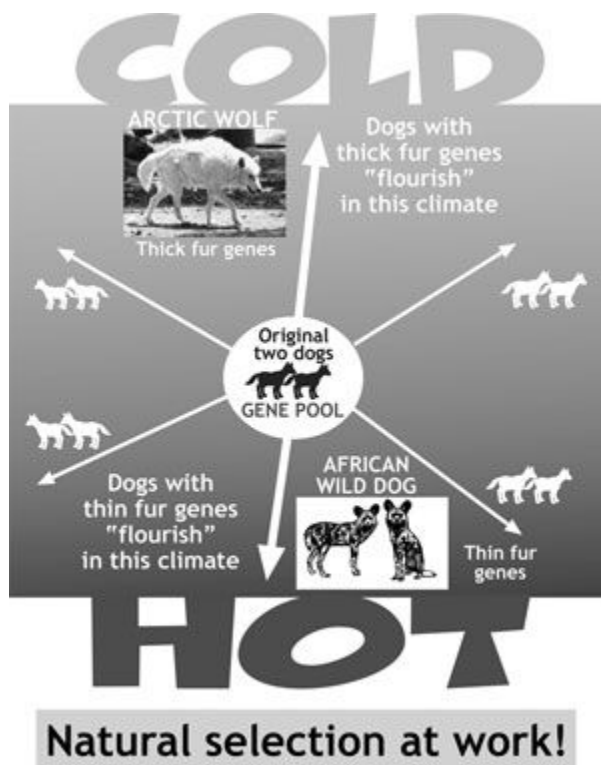 COLD
ARCTIC WOLF
Thick fur genes
Dogs with
thick fur genes
"flourish"
in this climate
Original
two dogs
GENE POOL
Dogs with
thin fur genes
"flourish"
in this climate
AFRICAN
WILD DOG
Thin fur
genes
HOT
Natural selection at work!